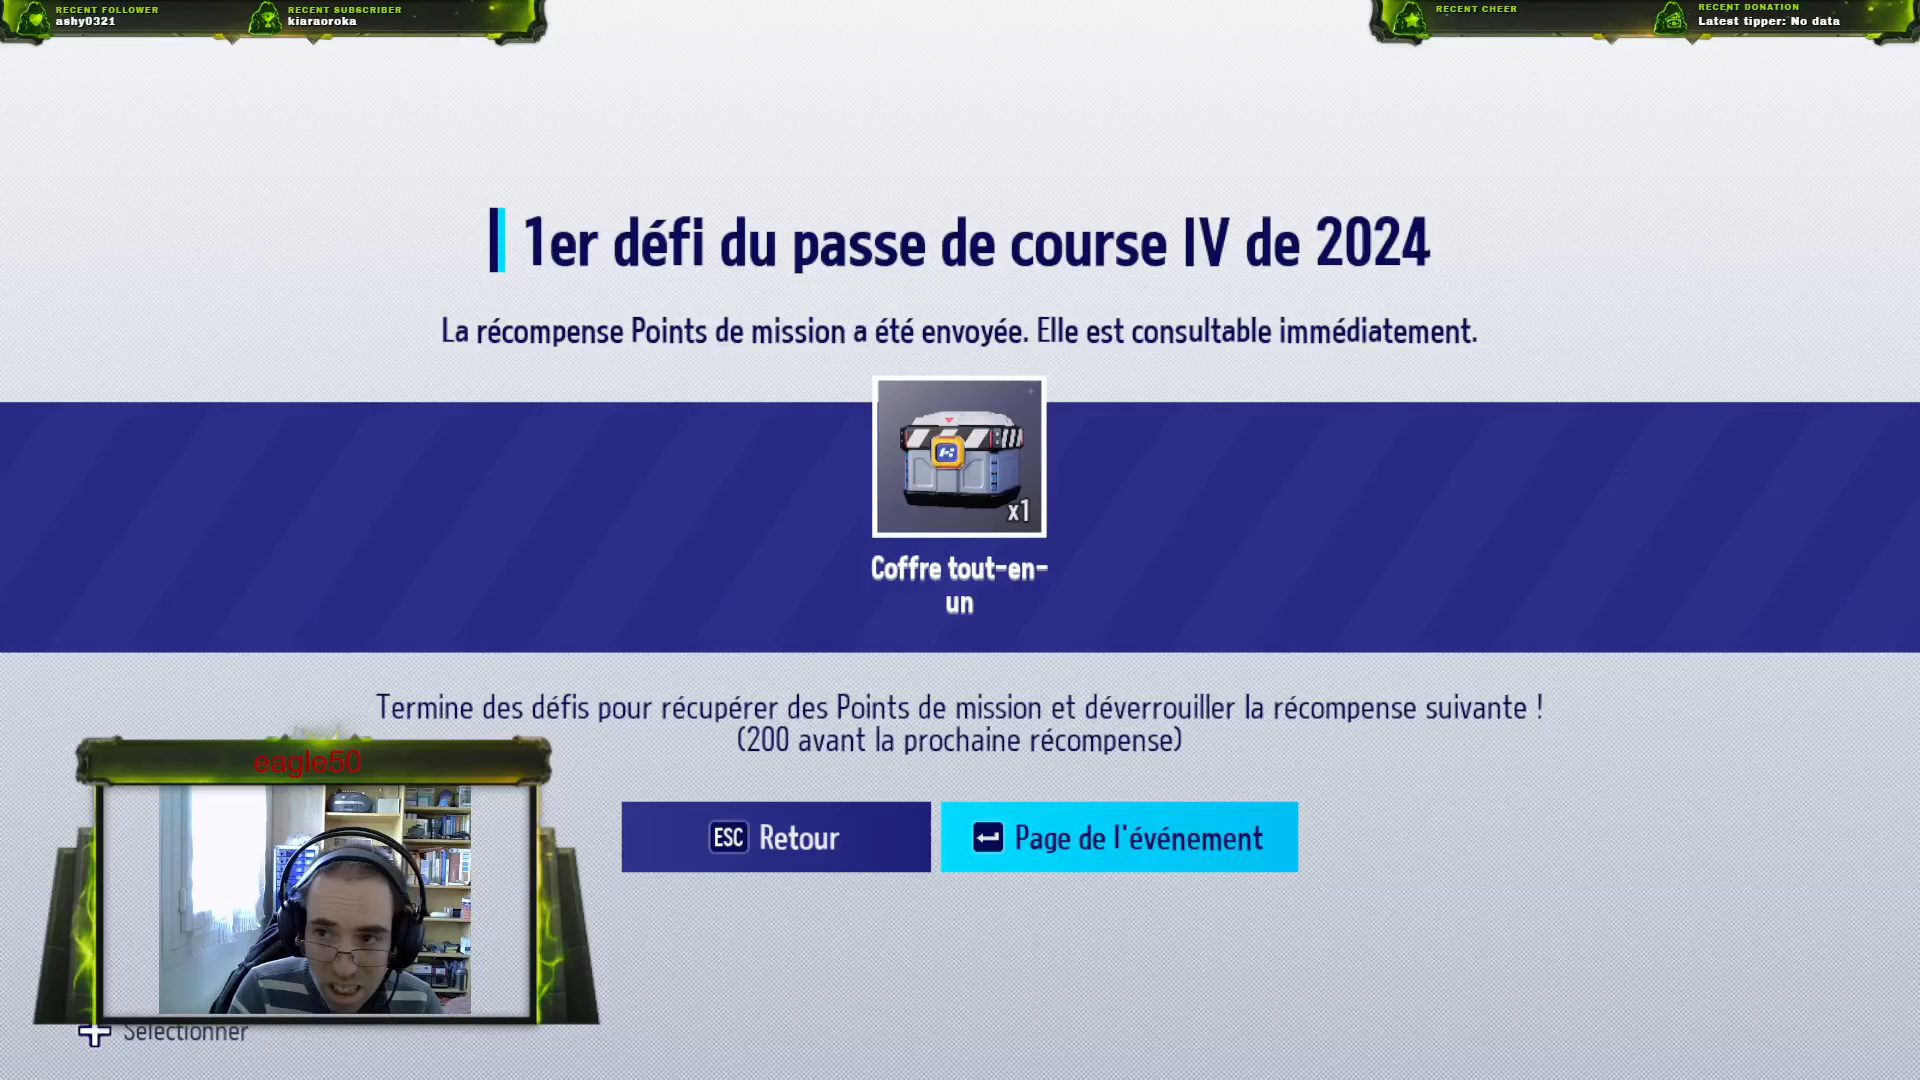 RECENT FOLLOWER
ashy0321
RECENT SUBSCRIBER
kiaraoroka
RECENT CHEER
RECENT DONATION
Latest tipper: No data
1er défi du passe de course IV de 2024
La récompense Points de mission a été envoyée. Elle est consultable immédiatement.
x1
Coffre tout-en-
un
Termine des défis pour récupérer des Points de mission et déverrouiller la récompense suivante !
(200 avant la prochaine récompense)
eagle50
ESC Retour
Page de l'événement
Sélectionner